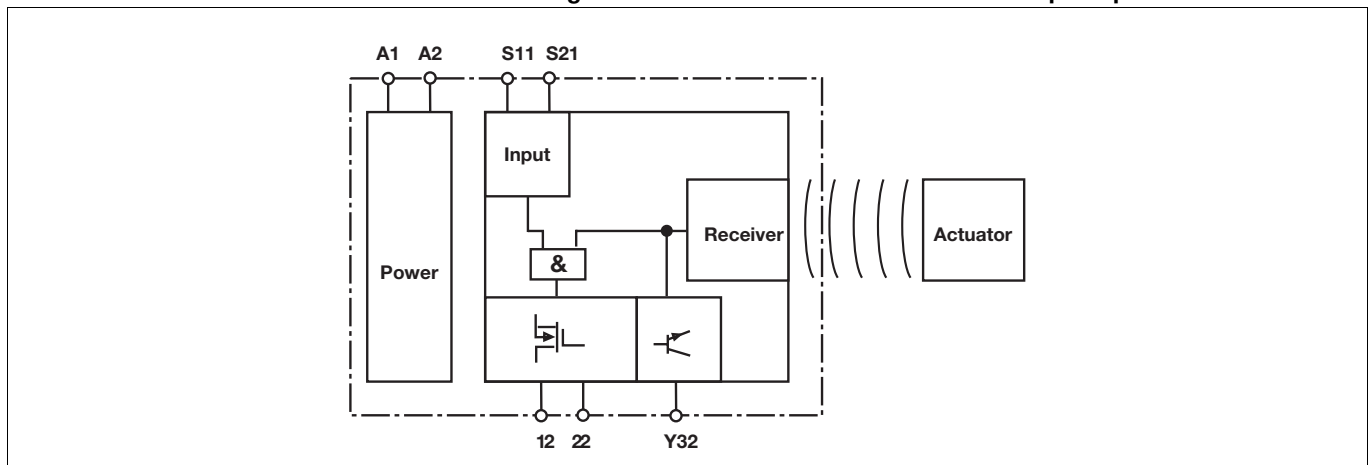 A1 A2 S11 S21
Input
Receiver
Actuator
&
Power
12 22 Y32